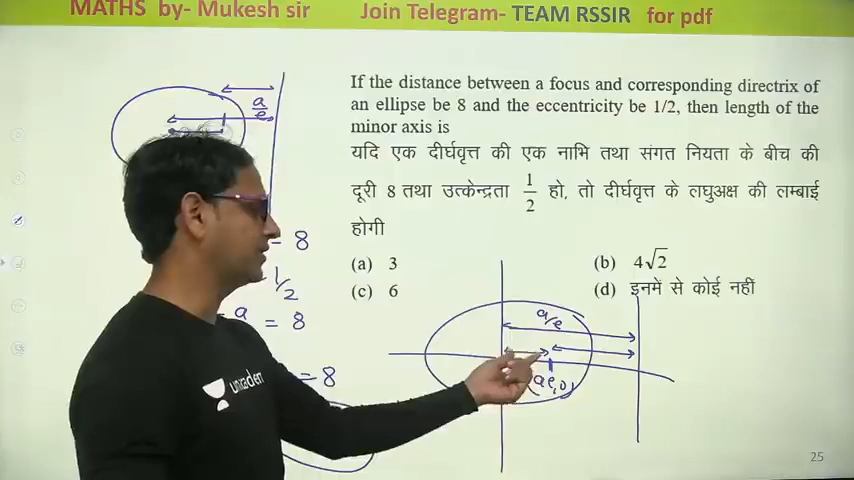 MATHS by- Mukesh sir Join Telegram- TEAM RSSIR for pdf
If the distance between a focus and corresponding directrix of
an ellipse be 8 and the eccentricity be 1/2, then length of the
minor axis is
यदि एक दीर्घवृत्त की एक नाभि तथा संगत नियता के बीच की
दूरी 8 तथा उत्केन्द्रता 1/2 हो, तो दीर्घवृत्त के लघुअक्ष की लम्बाई
होगी
(a) 3 (b) 4√2
(c) 6 (d) इनमें से कोई नहीं
a/e
= 8
1/2
a = 8
= 8
a/e
(ae,0)
unacademy
25